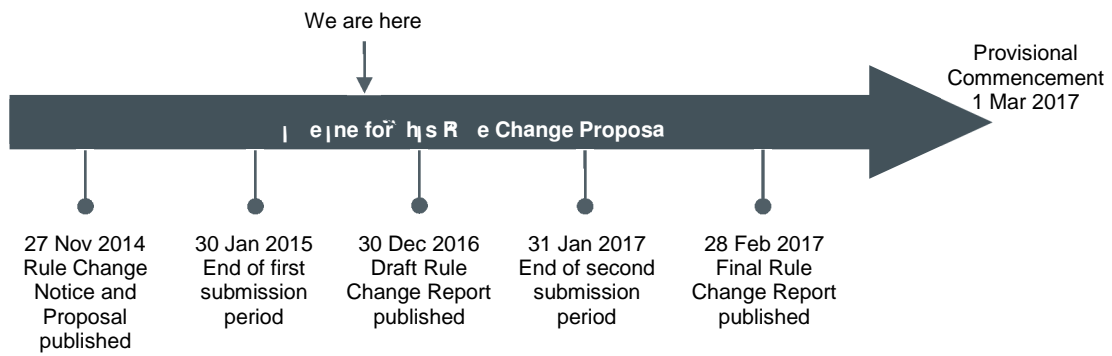 We are here
Provisional
Commencement
1 Mar 2017
for Change
27 Nov 2014
Rule Change
Notice and
Proposal
published
30 Jan 2015
End of first
submission
period
30 Dec 2016
Draft Rule
Change Report
published
31 Jan 2017
End of second
submission
period
28 Feb 2017
Final Rule
Change Report
published